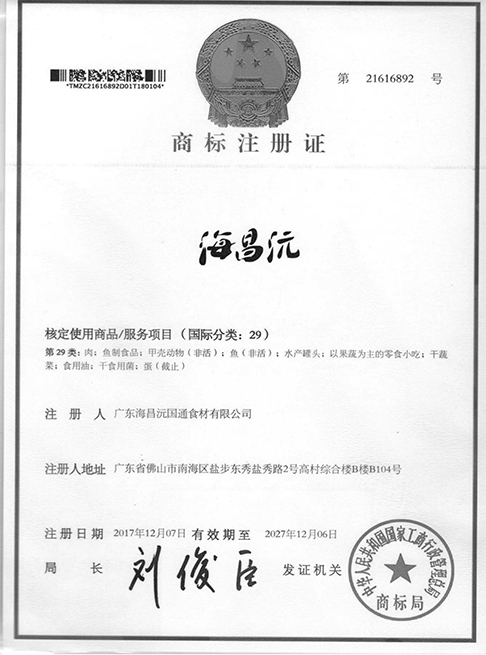 *TMZC21616892D01T180104*
第 21616892 号
商标注册证
海昌沅
核定使用商品/服务项目（国际分类：29）
第29类：肉；鱼制食品；甲壳动物（非活）；鱼（非活）；水产罐头；以果蔬为主的零食小吃；干蔬
菜；食用油；干食用菌；蛋（截止）
注册人 广东海昌沅国通食材有限公司
注册人地址 广东省佛山市南海区盐步东秀盐秀路2号高村综合楼B楼B104号
注册日期 2017年12月07日 有效期至 2027年12月06日
局长 刘俊臣 发证机关
中华人民共和国国家工商行政管理总局
商标局